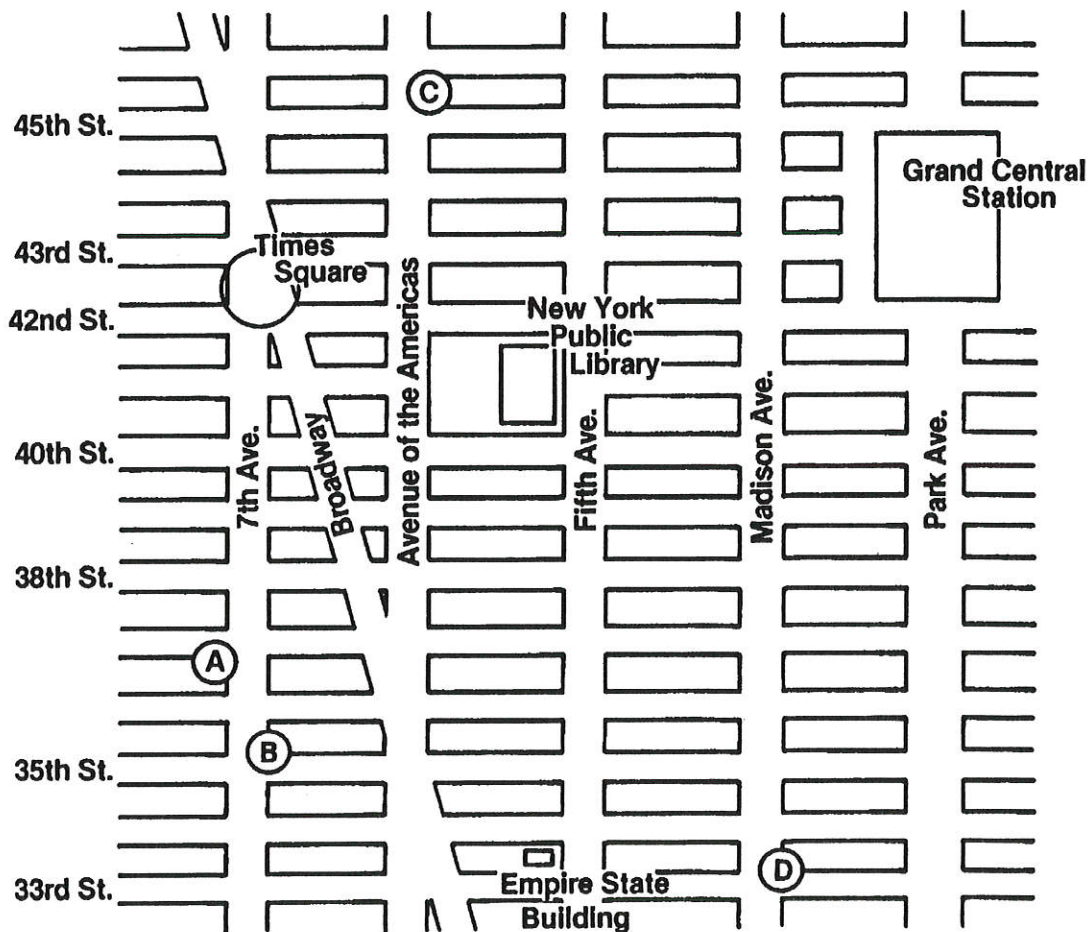 C
45th St.
Grand Central
Station
43rd St.
Times
Square
42nd St.
New York
Public
Library
Avenue of the Americas
Madison Ave.
40th St.
7th Ave.
Broadway
Fifth Ave.
Park Ave.
38th St.
A
B
35th St.
D
33rd St.
Empire State
Building